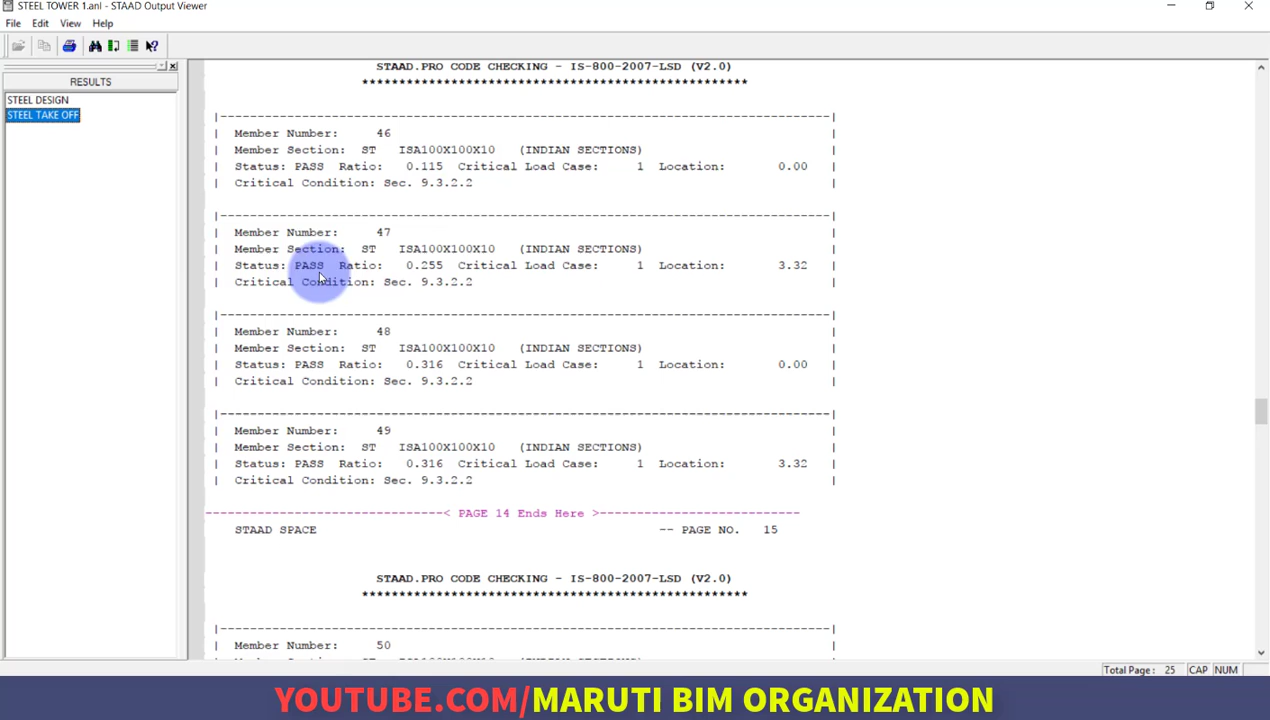 STEEL TOWER 1.anl - STAAD Output Viewer
File Edit View Help
RESULTS
STEEL DESIGN
STEEL TAKE OFF
STAAD.PRO CODE CHECKING - IS-800-2007-LSD (V2.0)
************************************************
|--------------------------------------------------------------------------|
| Member Number: 46 |
| Member Section: ST ISA100X100X10 (INDIAN SECTIONS) |
| Status: PASS Ratio: 0.115 Critical Load Case: 1 Location: 0.00 |
| Critical Condition: Sec. 9.3.2.2 |
|--------------------------------------------------------------------------|
| Member Number: 47 |
| Member Section: ST ISA100X100X10 (INDIAN SECTIONS) |
| Status: PASS Ratio: 0.255 Critical Load Case: 1 Location: 3.32 |
| Critical Condition: Sec. 9.3.2.2 |
|--------------------------------------------------------------------------|
| Member Number: 48 |
| Member Section: ST ISA100X100X10 (INDIAN SECTIONS) |
| Status: PASS Ratio: 0.316 Critical Load Case: 1 Location: 0.00 |
| Critical Condition: Sec. 9.3.2.2 |
|--------------------------------------------------------------------------|
| Member Number: 49 |
| Member Section: ST ISA100X100X10 (INDIAN SECTIONS) |
| Status: PASS Ratio: 0.316 Critical Load Case: 1 Location: 3.32 |
| Critical Condition: Sec. 9.3.2.2 |
--------------------------------< PAGE 14 Ends Here >---------------------------
STAAD SPACE -- PAGE NO. 15
STAAD.PRO CODE CHECKING - IS-800-2007-LSD (V2.0)
************************************************
|--------------------------------------------------------------------------|
| Member Number: 50
Total Page : 25 CAP NUM
YOUTUBE.COM/MARUTI BIM ORGANIZATION